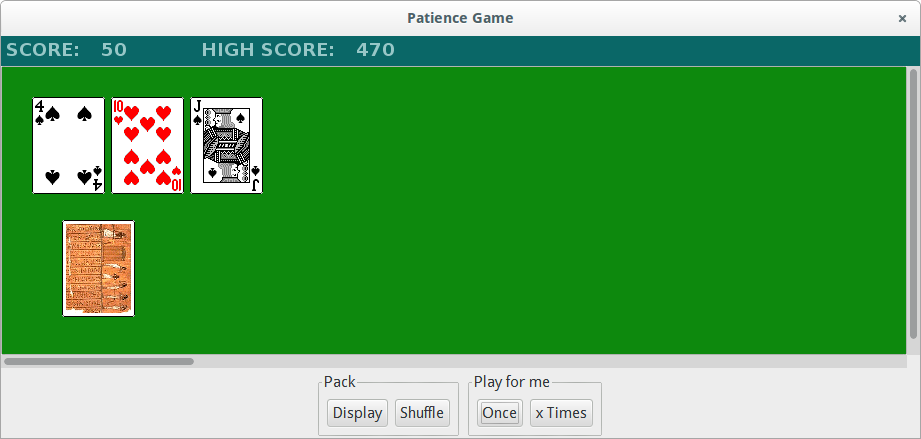 Patience Game
SCORE: 50 HIGH SCORE: 470
4 10 J
4 10 J
Pack Play for me
Display Shuffle Once x Times